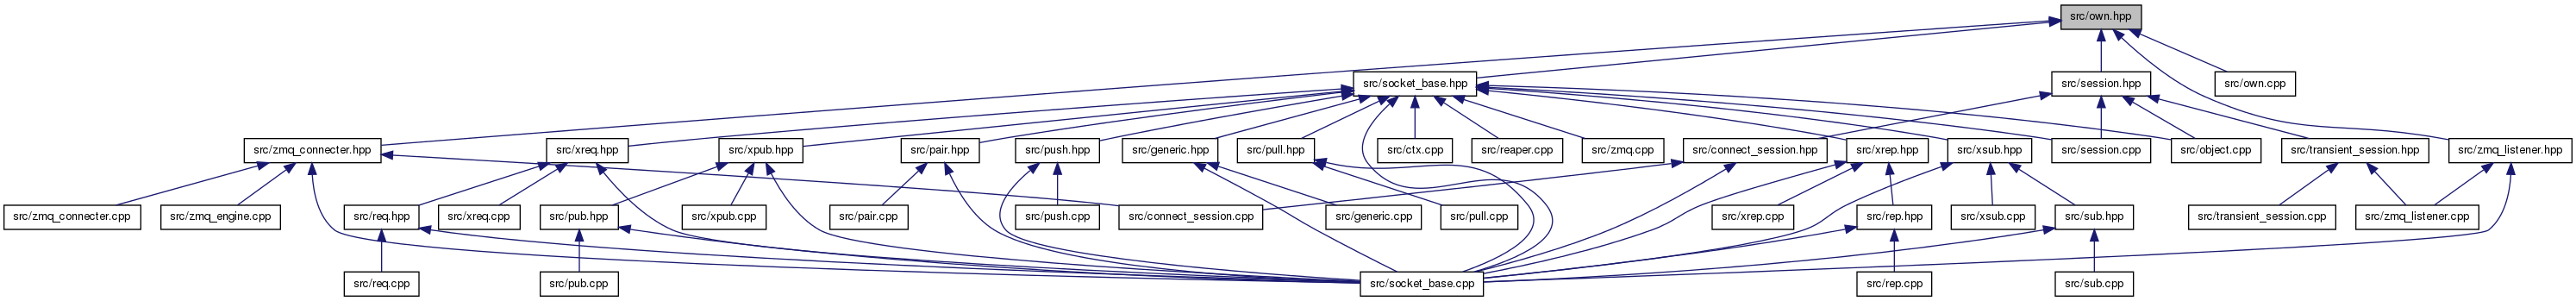 src/own.hpp
src/socket_base.hpp
src/session.hpp
src/own.cpp
src/zmq_connecter.hpp
src/xreq.hpp
src/xpub.hpp
src/pair.hpp
src/push.hpp
src/generic.hpp
src/pull.hpp
src/ctx.cpp
src/reaper.cpp
src/zmq.cpp
src/connect_session.hpp
src/xrep.hpp
src/xsub.hpp
src/session.cpp
src/object.cpp
src/transient_session.hpp
src/zmq_listener.hpp
src/zmq_connecter.cpp
src/zmq_engine.cpp
src/req.hpp
src/xreq.cpp
src/pub.hpp
src/xpub.cpp
src/pair.cpp
src/push.cpp
src/connect_session.cpp
src/generic.cpp
src/pull.cpp
src/xrep.cpp
src/rep.hpp
src/xsub.cpp
src/sub.hpp
src/transient_session.cpp
src/zmq_listener.cpp
src/req.cpp
src/pub.cpp
src/socket_base.cpp
src/rep.cpp
src/sub.cpp